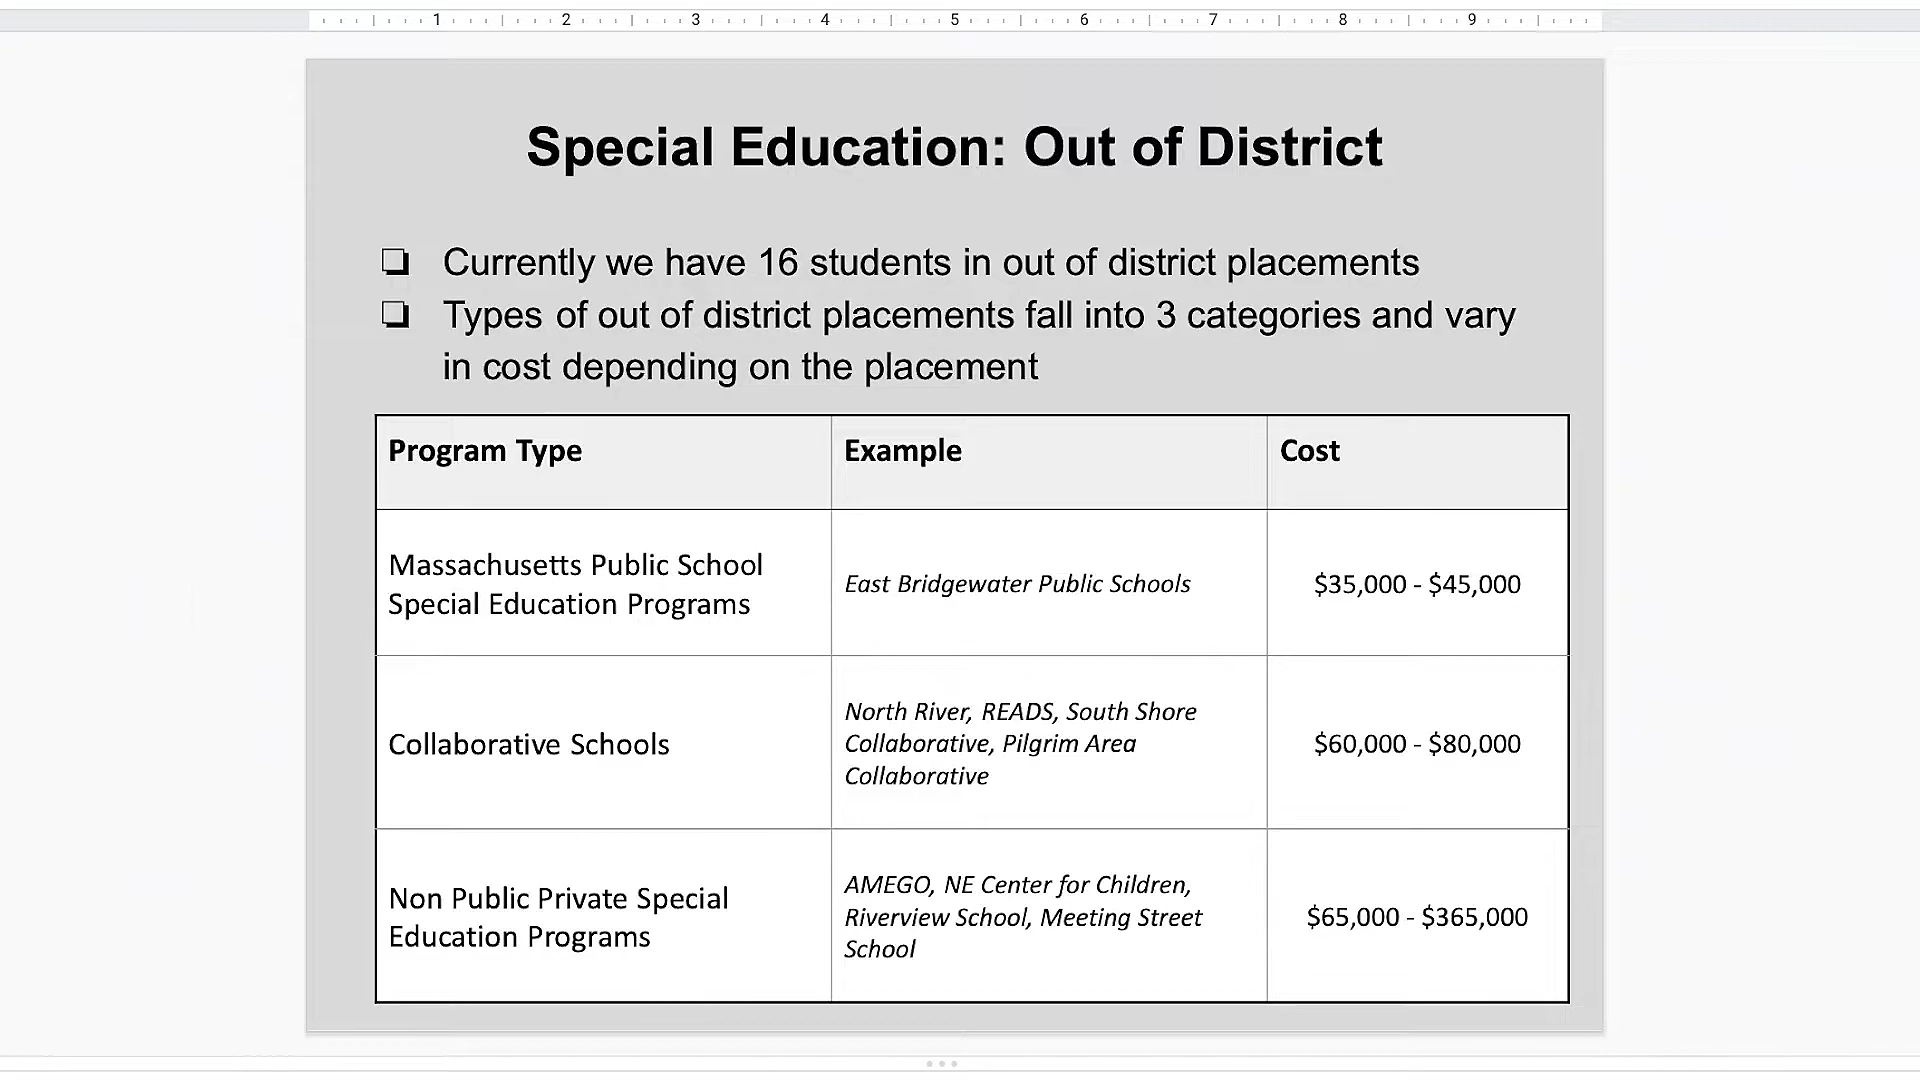 1 2 3 4 5 6 7 8 9
Special Education: Out of District
❏ Currently we have 16 students in out of district placements
❏ Types of out of district placements fall into 3 categories and vary
in cost depending on the placement
Program Type Example Cost
Massachusetts Public School
Special Education Programs
East Bridgewater Public Schools
$35,000 - $45,000
Collaborative Schools
North River, READS, South Shore
Collaborative, Pilgrim Area
Collaborative
$60,000 - $80,000
Non Public Private Special
Education Programs
AMEGO, NE Center for Children,
Riverview School, Meeting Street
School
$65,000 - $365,000